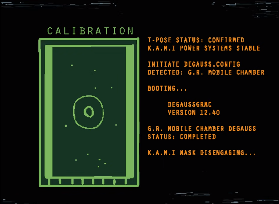 CALIBRATION
T-POSE STATUS: CONFIRMED
K.A.M.I POWER SYSTEMS STABLE
INITIATE DEGAUSS.CONFIG
DETECTED: G.R. MOBILE CHAMBER
BOOTING...
DEGAUSSGRAC
VERSION 12.40
G.R. MOBILE CHAMBER DEGAUSS
STATUS: COMPLETED
K.A.M.I MASK DISENGAGING...